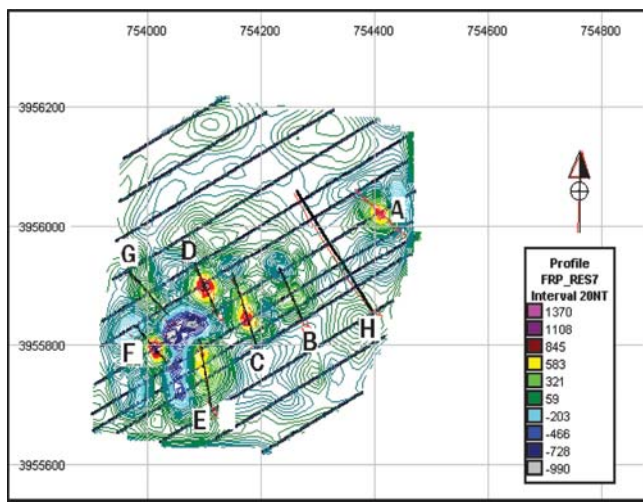 754000 754200 754400 754600 754800
3956200
3956000
3955800
3955600
A
D
G
H
B
F
C
E
Profile
FRP_RES7
Interval 20NT
1370
1108
845
583
321
59
-203
-466
-728
-990